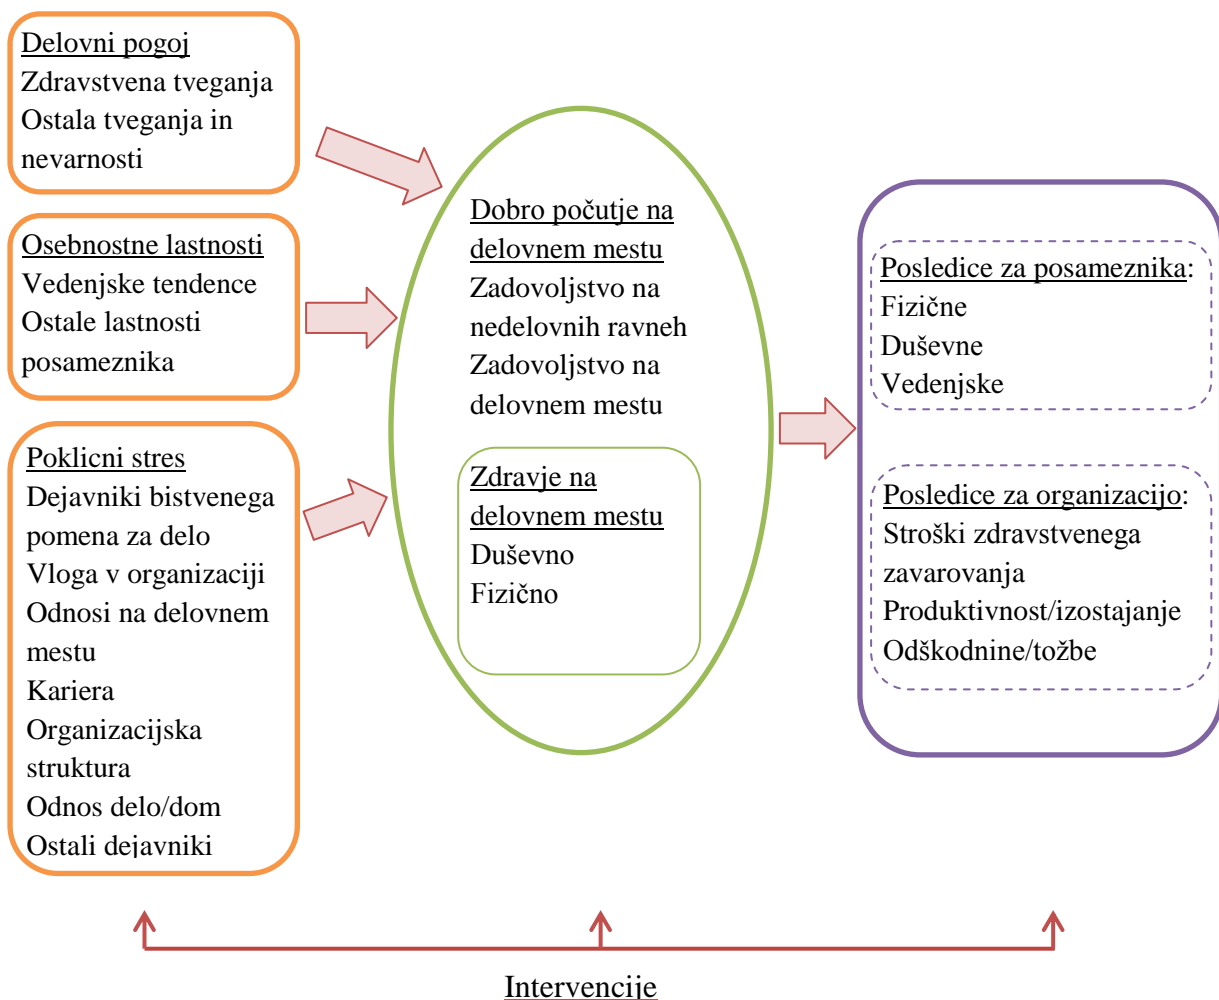 Delovni pogoj
Zdravstvena tveganja
Ostala tveganja in
nevarnosti
Osebnostne lastnosti
Vedenjske tendence
Ostale lastnosti
posameznika
Poklicni stres
Dejavniki bistvenega
pomena za delo
Vloga v organizaciji
Odnosi na delovnem
mestu
Kariera
Organizacijska
struktura
Odnos delo/dom
Ostali dejavniki
Dobro počutje na
delovnem mestu
Zadovoljstvo na
nedelovnih ravneh
Zadovoljstvo na
delovnem mestu
Zdravje na
delovnem mestu
Duševno
Fizično
Posledice za posameznika:
Fizične
Duševne
Vedenjske
Posledice za organizacijo:
Stroški zdravstvenega
zavarovanja
Produktivnost/izostajanje
Odškodnine/tožbe
Intervencije